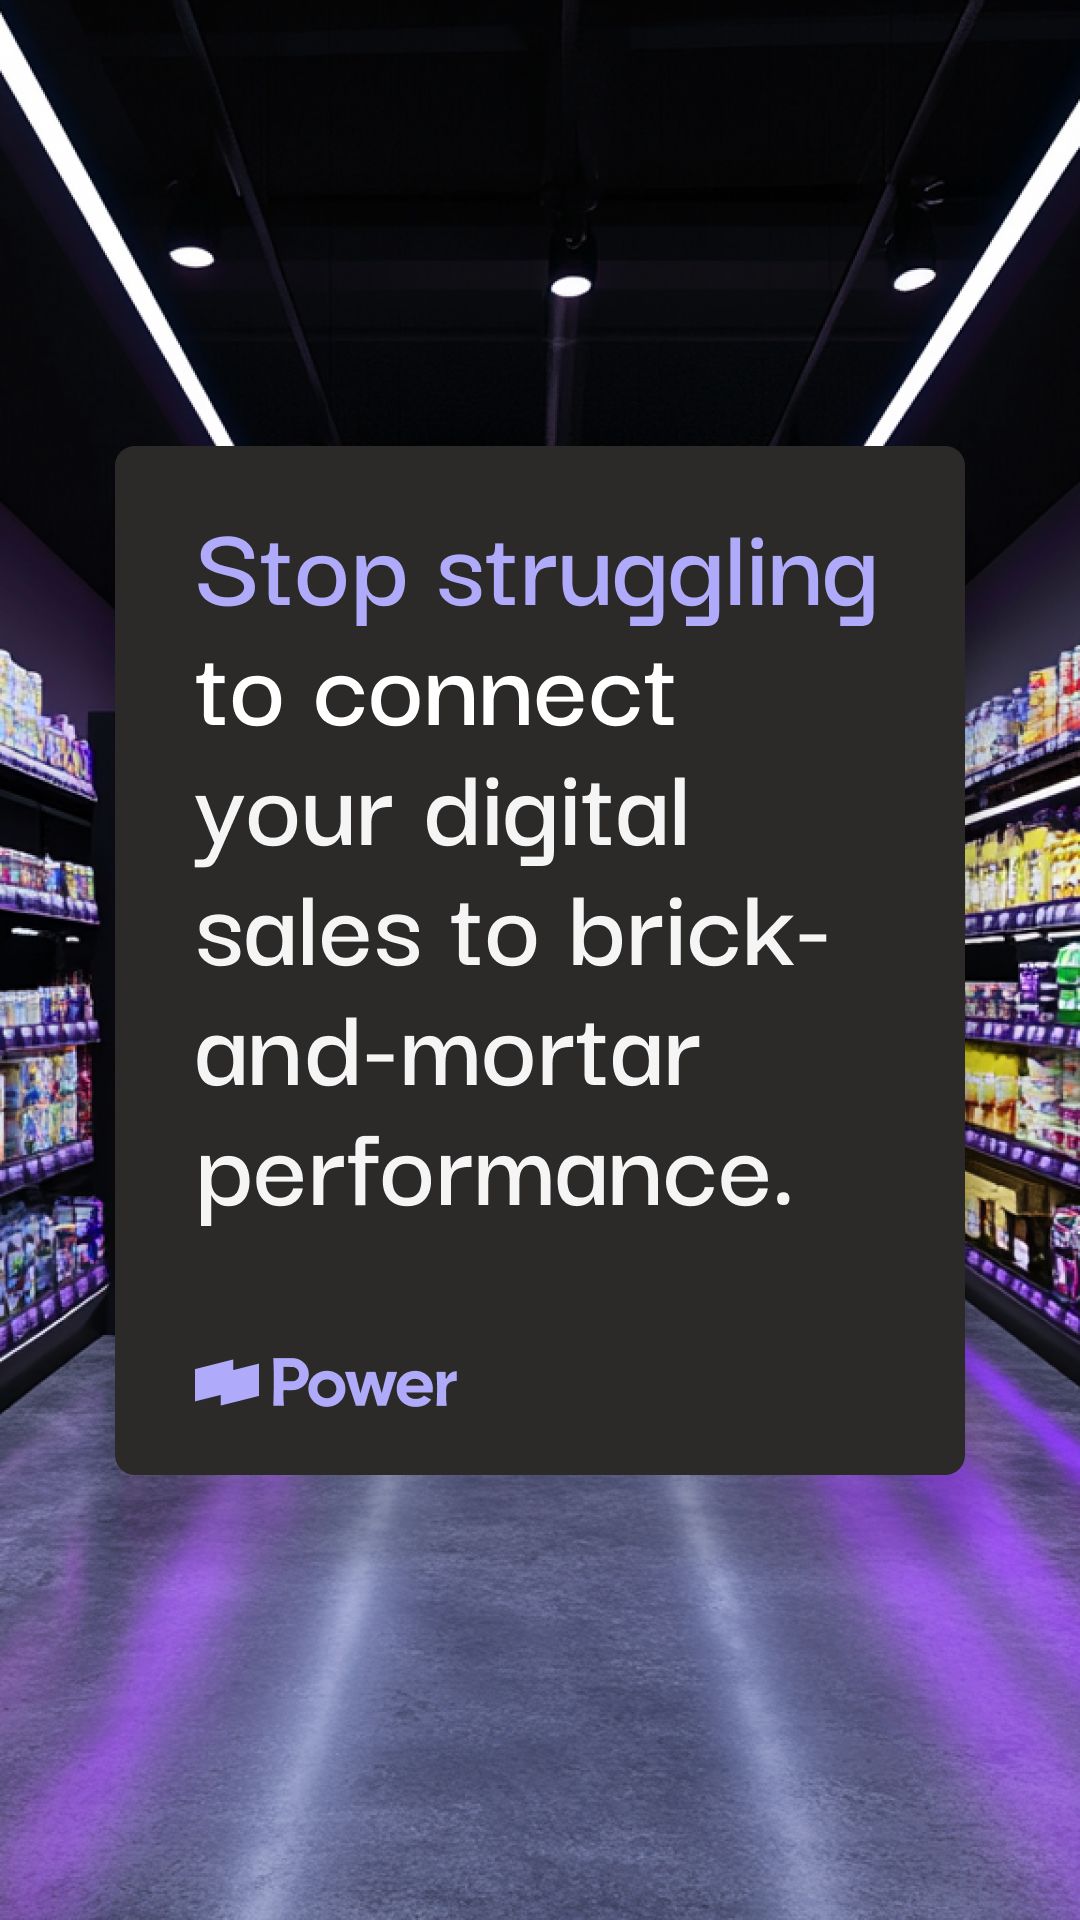 Stop struggling
to connect
your digital
sales to brick-
and-mortar
performance.
Power